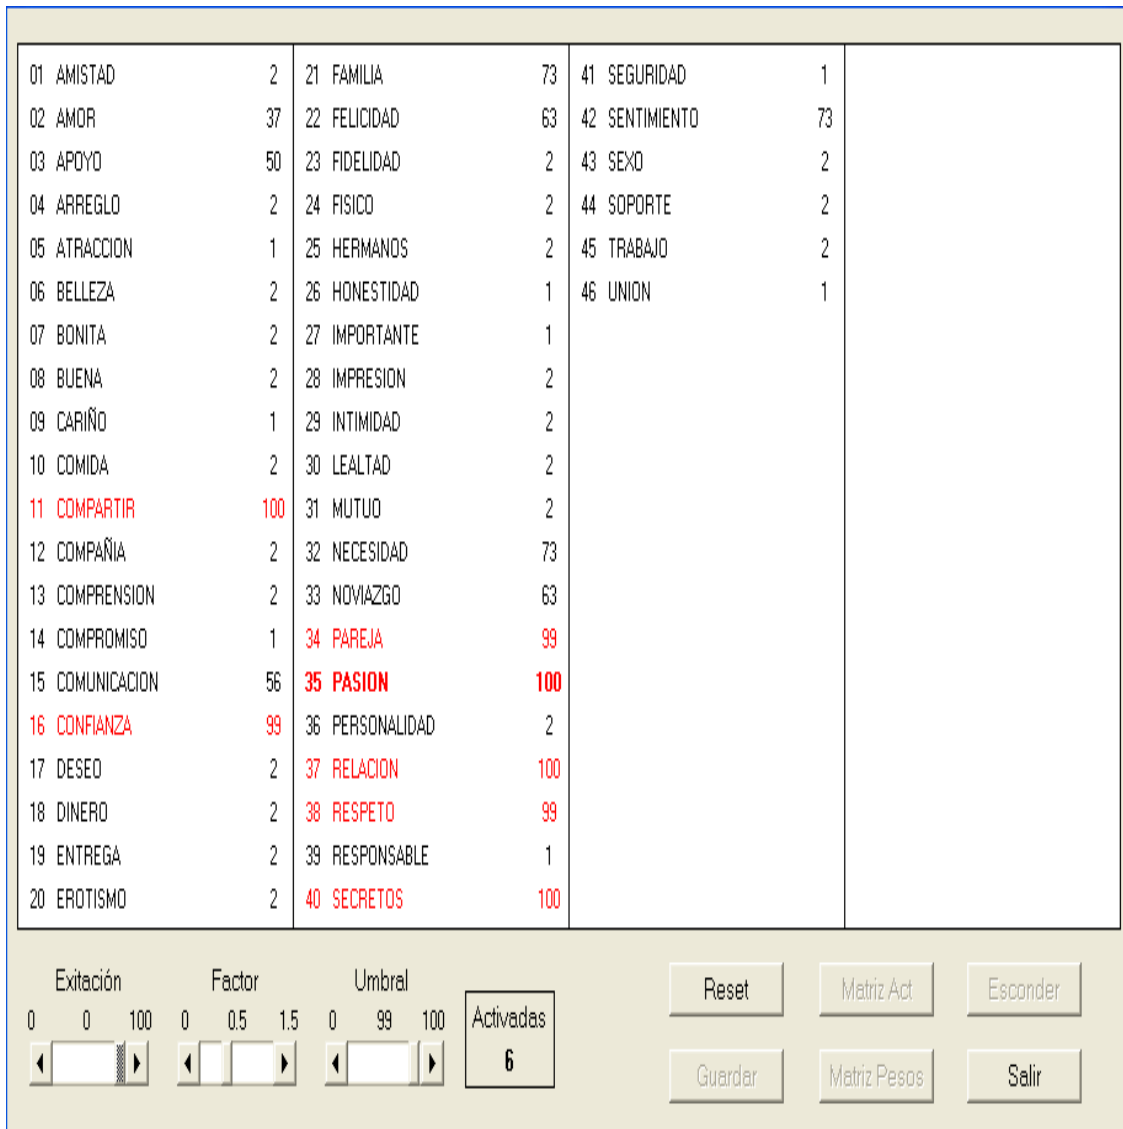 01 AMISTAD 2
02 AMOR 37
03 APOYO 50
04 ARREGLO 2
05 ATRACCION 1
06 BELLEZA 2
07 BONITA 2
08 BUENA 2
09 CARIÑO 1
10 COMIDA 2
11 COMPARTIR 100
12 COMPAÑIA 2
13 COMPRENSION 2
14 COMPROMISO 1
15 COMUNICACION 56
16 CONFIANZA 99
17 DESEO 2
18 DINERO 2
19 ENTREGA 2
20 EROTISMO 2
21 FAMILIA 73
22 FELICIDAD 63
23 FIDELIDAD 2
24 FISICO 2
25 HERMANOS 2
26 HONESTIDAD 1
27 IMPORTANTE 1
28 IMPRESION 2
29 INTIMIDAD 2
30 LEALTAD 2
31 MUTUO 2
32 NECESIDAD 73
33 NOVIAZGO 63
34 PAREJA 99
35 PASION 100
36 PERSONALIDAD 2
37 RELACION 100
38 RESPETO 99
39 RESPONSABLE 1
40 SECRETOS 100
41 SEGURIDAD 1
42 SENTIMIENTO 73
43 SEXO 2
44 SOPORTE 2
45 TRABAJO 2
46 UNION 1
Exitación
0 0 100
Factor
0 0.5 1.5
Umbral
0 99 100
Activadas
6
Reset
Matriz Act
Esconder
Guardar
Matriz Pesos
Salir